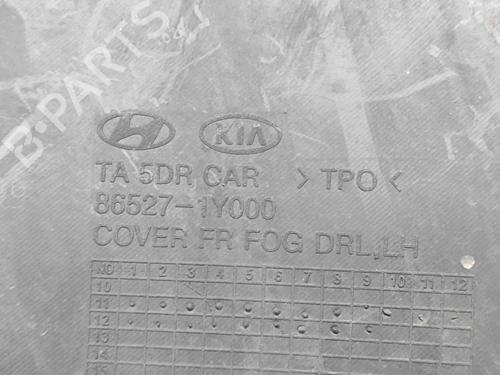 B-PARTS
KIA
TA 5DR CAR >TPO<
86527-1Y000
COVER FR FOG DRL,LH
NO 1 2 3 4 5 6 7 8 9 10 11 12
10
11
12
13
14
15